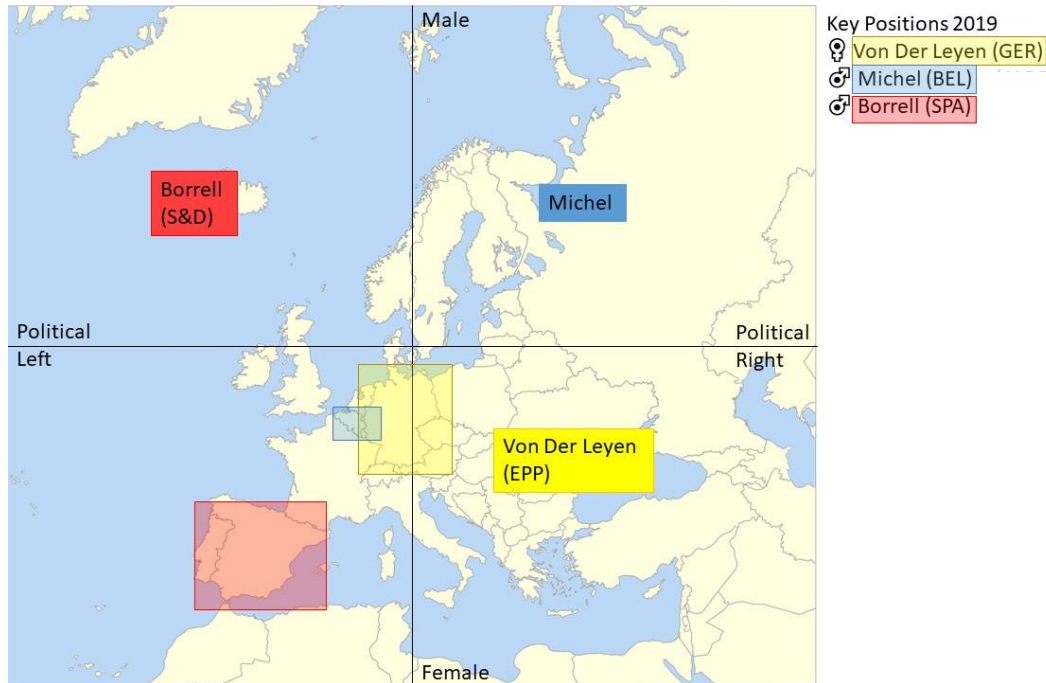 Male
Key Positions 2019
Von Der Leyen (GER)
Michel (BEL)
Borrell (SPA)
Borrell
(S&D)
Michel
Political
Left
Political
Right
Von Der Leyen
(EPP)
Female